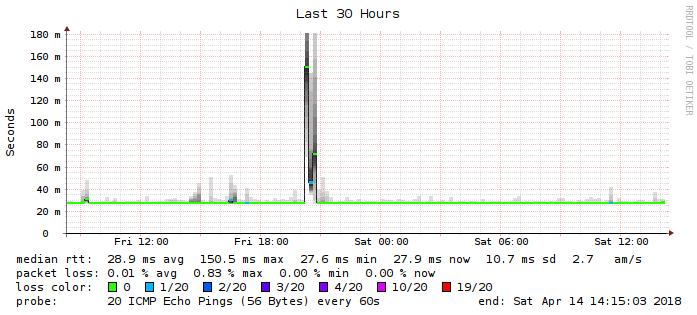 Last 30 Hours
RRDTOOL / TOBI OETIKER
Seconds
180 m
160 m
140 m
120 m
100 m
80 m
60 m
40 m
20 m
0
Fri 12:00 Fri 18:00 Sat 00:00 Sat 06:00 Sat 12:00
median rtt: 28.9 ms avg 150.5 ms max 27.6 ms min 27.9 ms now 10.7 ms sd 2.7 am/s
packet loss: 0.01 % avg 0.83 % max 0.00 % min 0.00 % now
loss color: 0 1/20 2/20 3/20 4/20 10/20 19/20
probe: 20 ICMP Echo Pings (56 Bytes) every 60s end: Sat Apr 14 14:15:03 2018